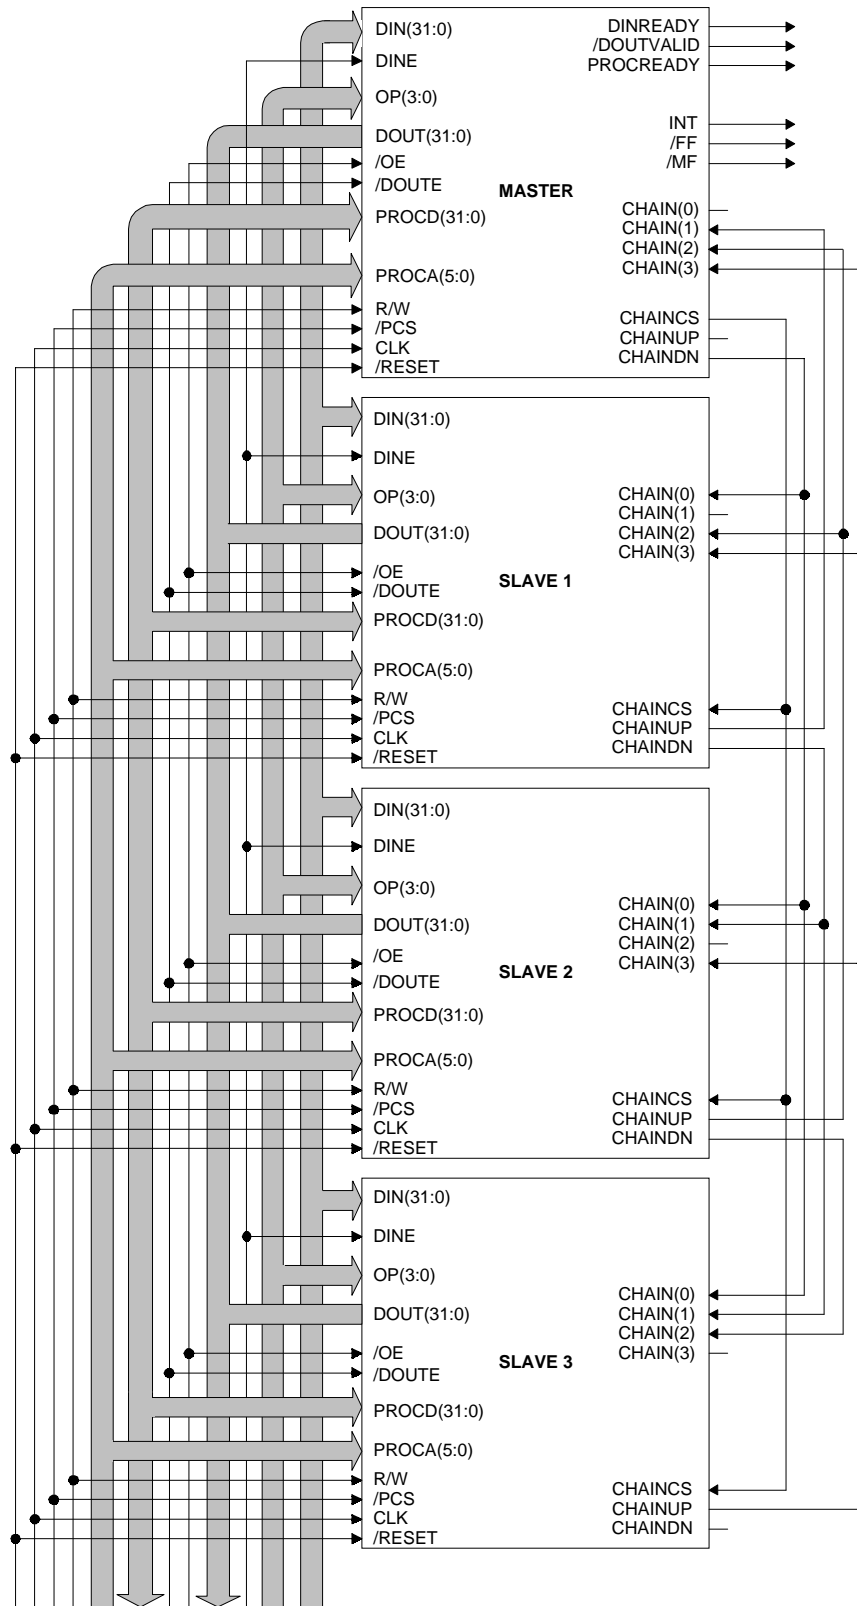 DIN(31:0)
DINE
OP(3:0)
DOUT(31:0)
/OE
/DOUTE
PROCD(31:0)
PROCA(5:0)
R/W
/PCS
CLK
/RESET
MASTER
DINREADY
/DOUTVALID
PROCREADY
INT
/FF
/MF
CHAIN(0)
CHAIN(1)
CHAIN(2)
CHAIN(3)
CHAINCS
CHAINUP
CHAINDN
DIN(31:0)
DINE
OP(3:0)
DOUT(31:0)
/OE
/DOUTE
PROCD(31:0)
PROCA(5:0)
R/W
/PCS
CLK
/RESET
SLAVE 1
CHAIN(0)
CHAIN(1)
CHAIN(2)
CHAIN(3)
CHAINCS
CHAINUP
CHAINDN
DIN(31:0)
DINE
OP(3:0)
DOUT(31:0)
/OE
/DOUTE
PROCD(31:0)
PROCA(5:0)
R/W
/PCS
CLK
/RESET
SLAVE 2
CHAIN(0)
CHAIN(1)
CHAIN(2)
CHAIN(3)
CHAINCS
CHAINUP
CHAINDN
DIN(31:0)
DINE
OP(3:0)
DOUT(31:0)
/OE
/DOUTE
PROCD(31:0)
PROCA(5:0)
R/W
/PCS
CLK
/RESET
SLAVE 3
CHAIN(0)
CHAIN(1)
CHAIN(2)
CHAIN(3)
CHAINCS
CHAINUP
CHAINDN